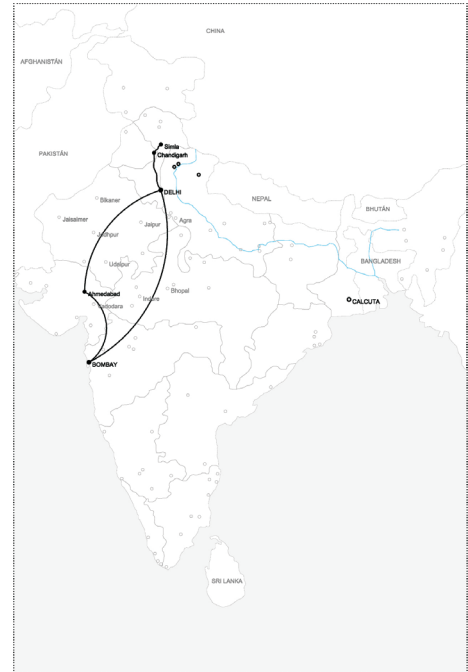 CHINA
AFGHANISTÁN
Simla
PAKISTÁN
Chandigarh
DELHI
Bikaner
NEPAL
BHUTÁN
Jaisalmer
Jaipur
Agra
Jodhpur
BANGLADESH
Udaipur
Bhopal
Ahmedabad
Indore
CALCUTA
Vadodara
BOMBAY
SRI LANKA